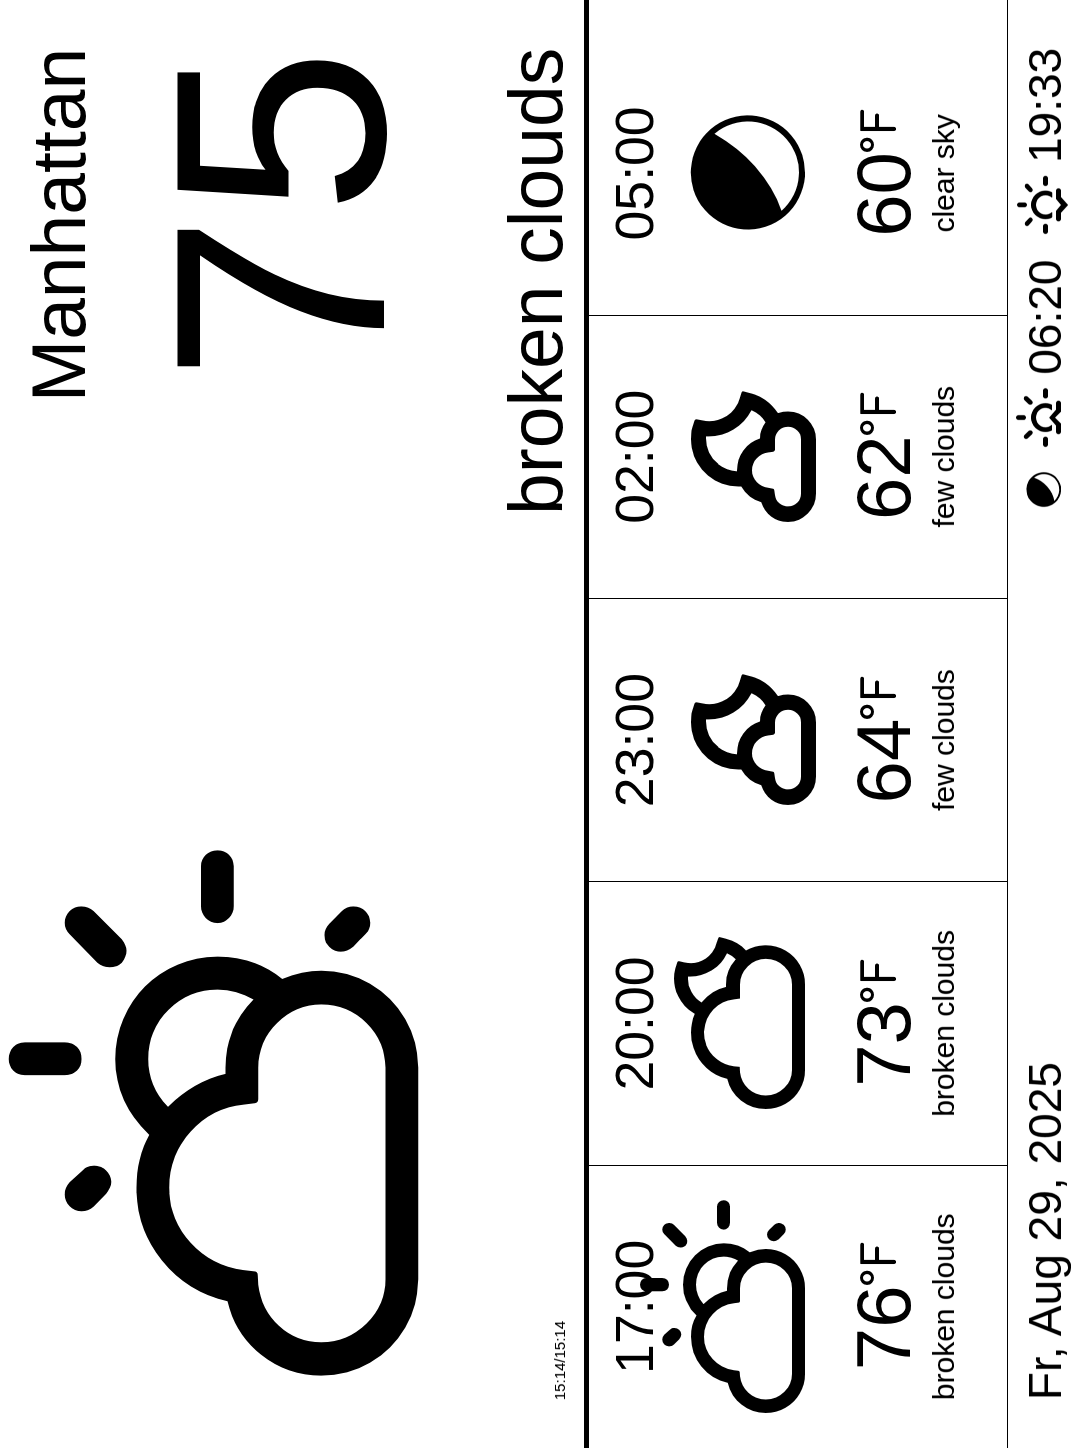 Manhattan
75
broken clouds
15:14/15:14
17:00 20:00 23:00 02:00 05:00
76°F 73°F 64°F 62°F 60°F
broken clouds broken clouds few clouds few clouds clear sky
Fr, Aug 29, 2025 06:20 19:33